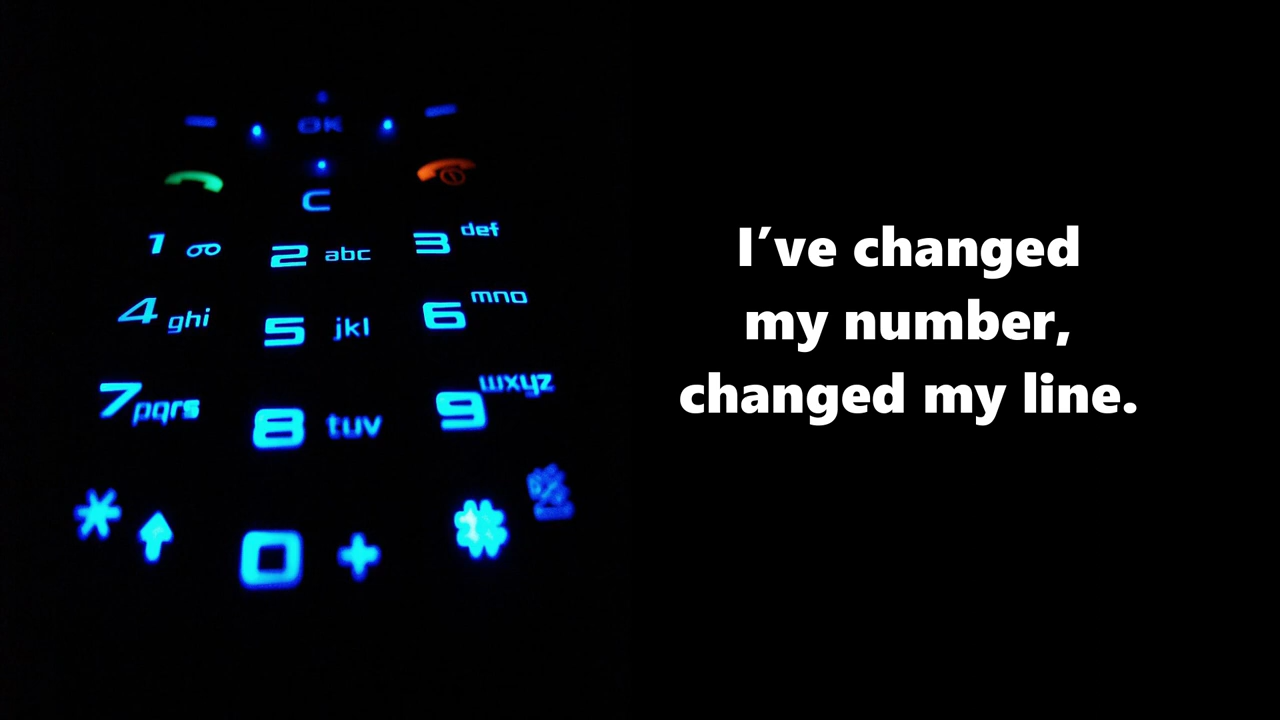 OK
C
1
2 abc
3 def
4 ghi
5 jkl
6 mno
7 pqrs
8 tuv
9 wxyz
*
0 +
#
I’ve changed
my number,
changed my line.